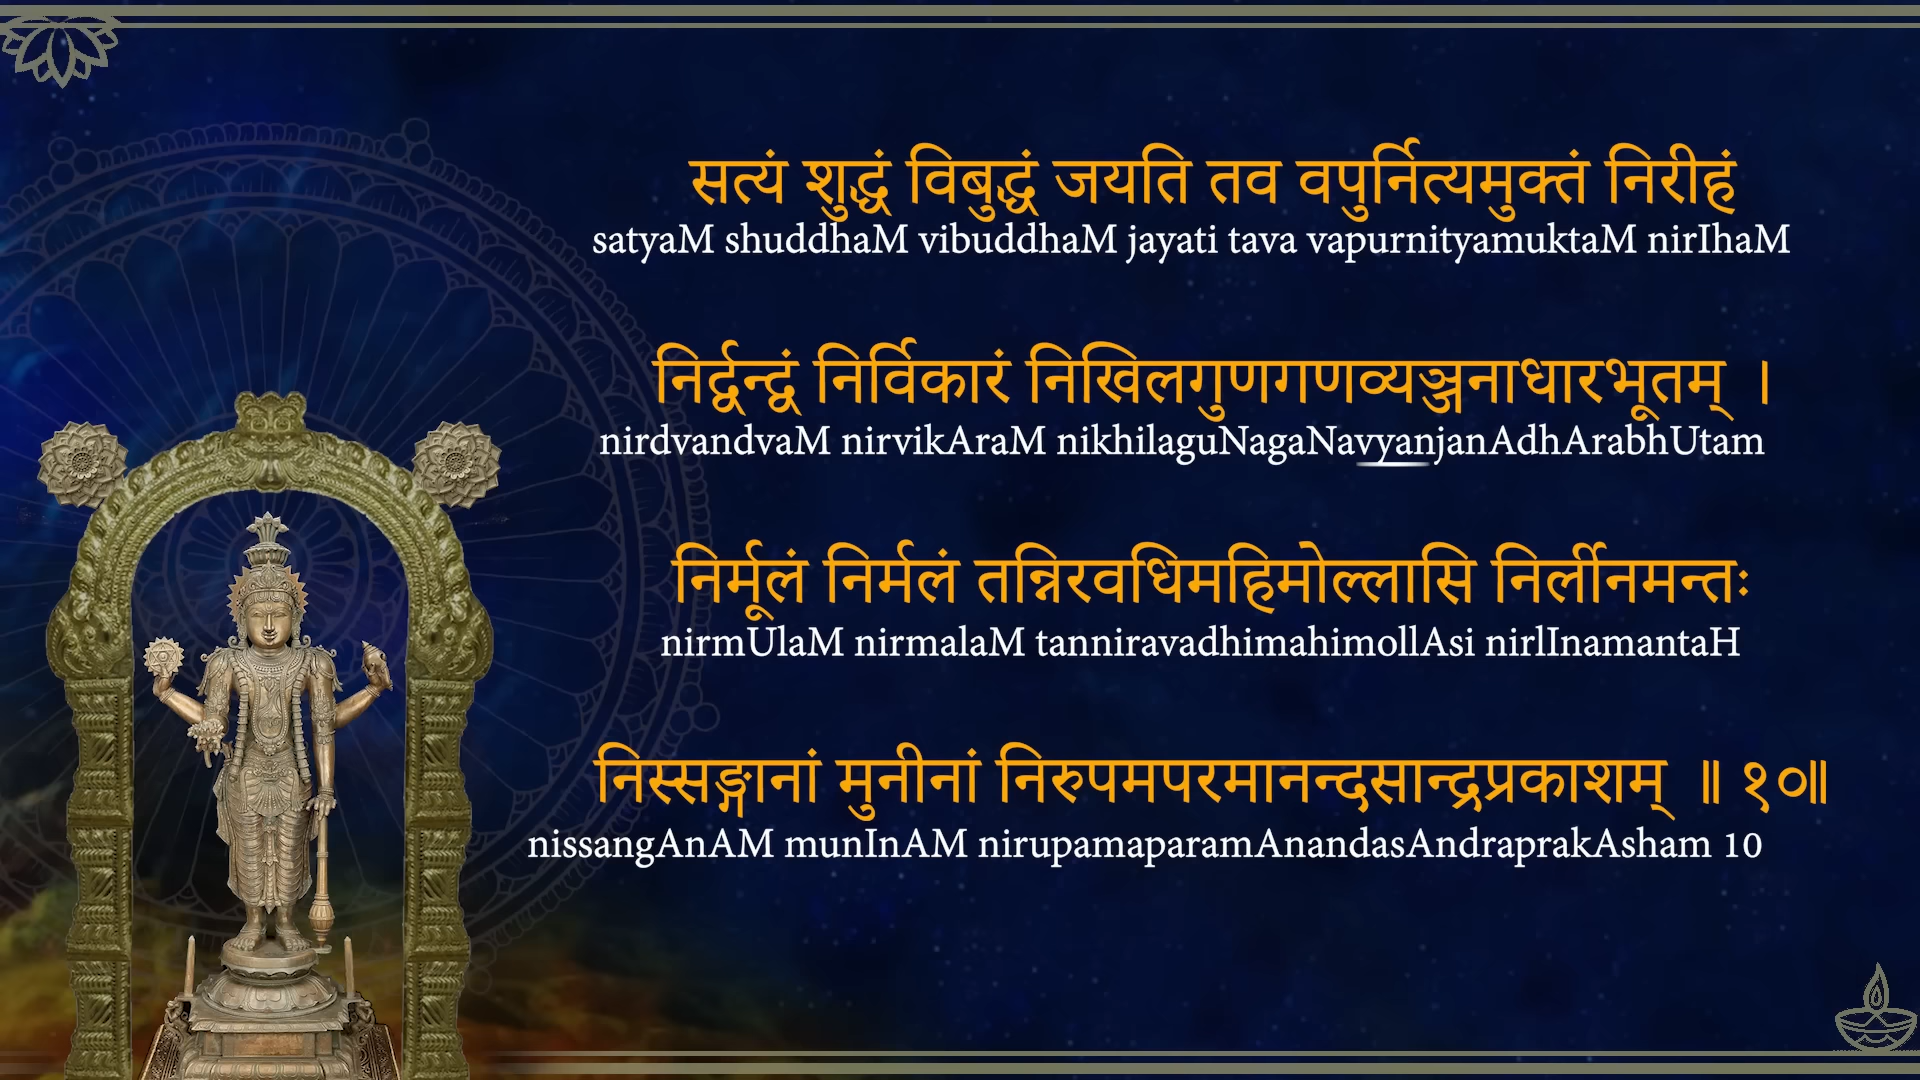 सत्यं शुद्धं विबुद्धं जयति तव वपुर्नित्यमुक्तं निरीहं
satyaM shuddhaM vibuddhaM jayati tava vapurnityamuktaM nirIhaM
निर्द्वन्द्वं निर्विकारं निखिलगुणगणव्यञ्जनाधारभूतम् ।
nirdvandvaM nirvikAraM nikhilaguNagaNavyanjanAdhArabhUtam
निर्मूलं निर्मलं तन्निरवधिमहिमोल्लासि निर्लीनमन्तः
nirmUlaM nirmalaM tanniravadhimahimollAsi nirlInamantaH
निस्सङ्गानां मुनीनां निरुपमपरमानन्दसान्द्रप्रकाशम् ॥ १०॥
nissangAnAM munInAM nirupamaparamAnandasAndraprakAsham 10